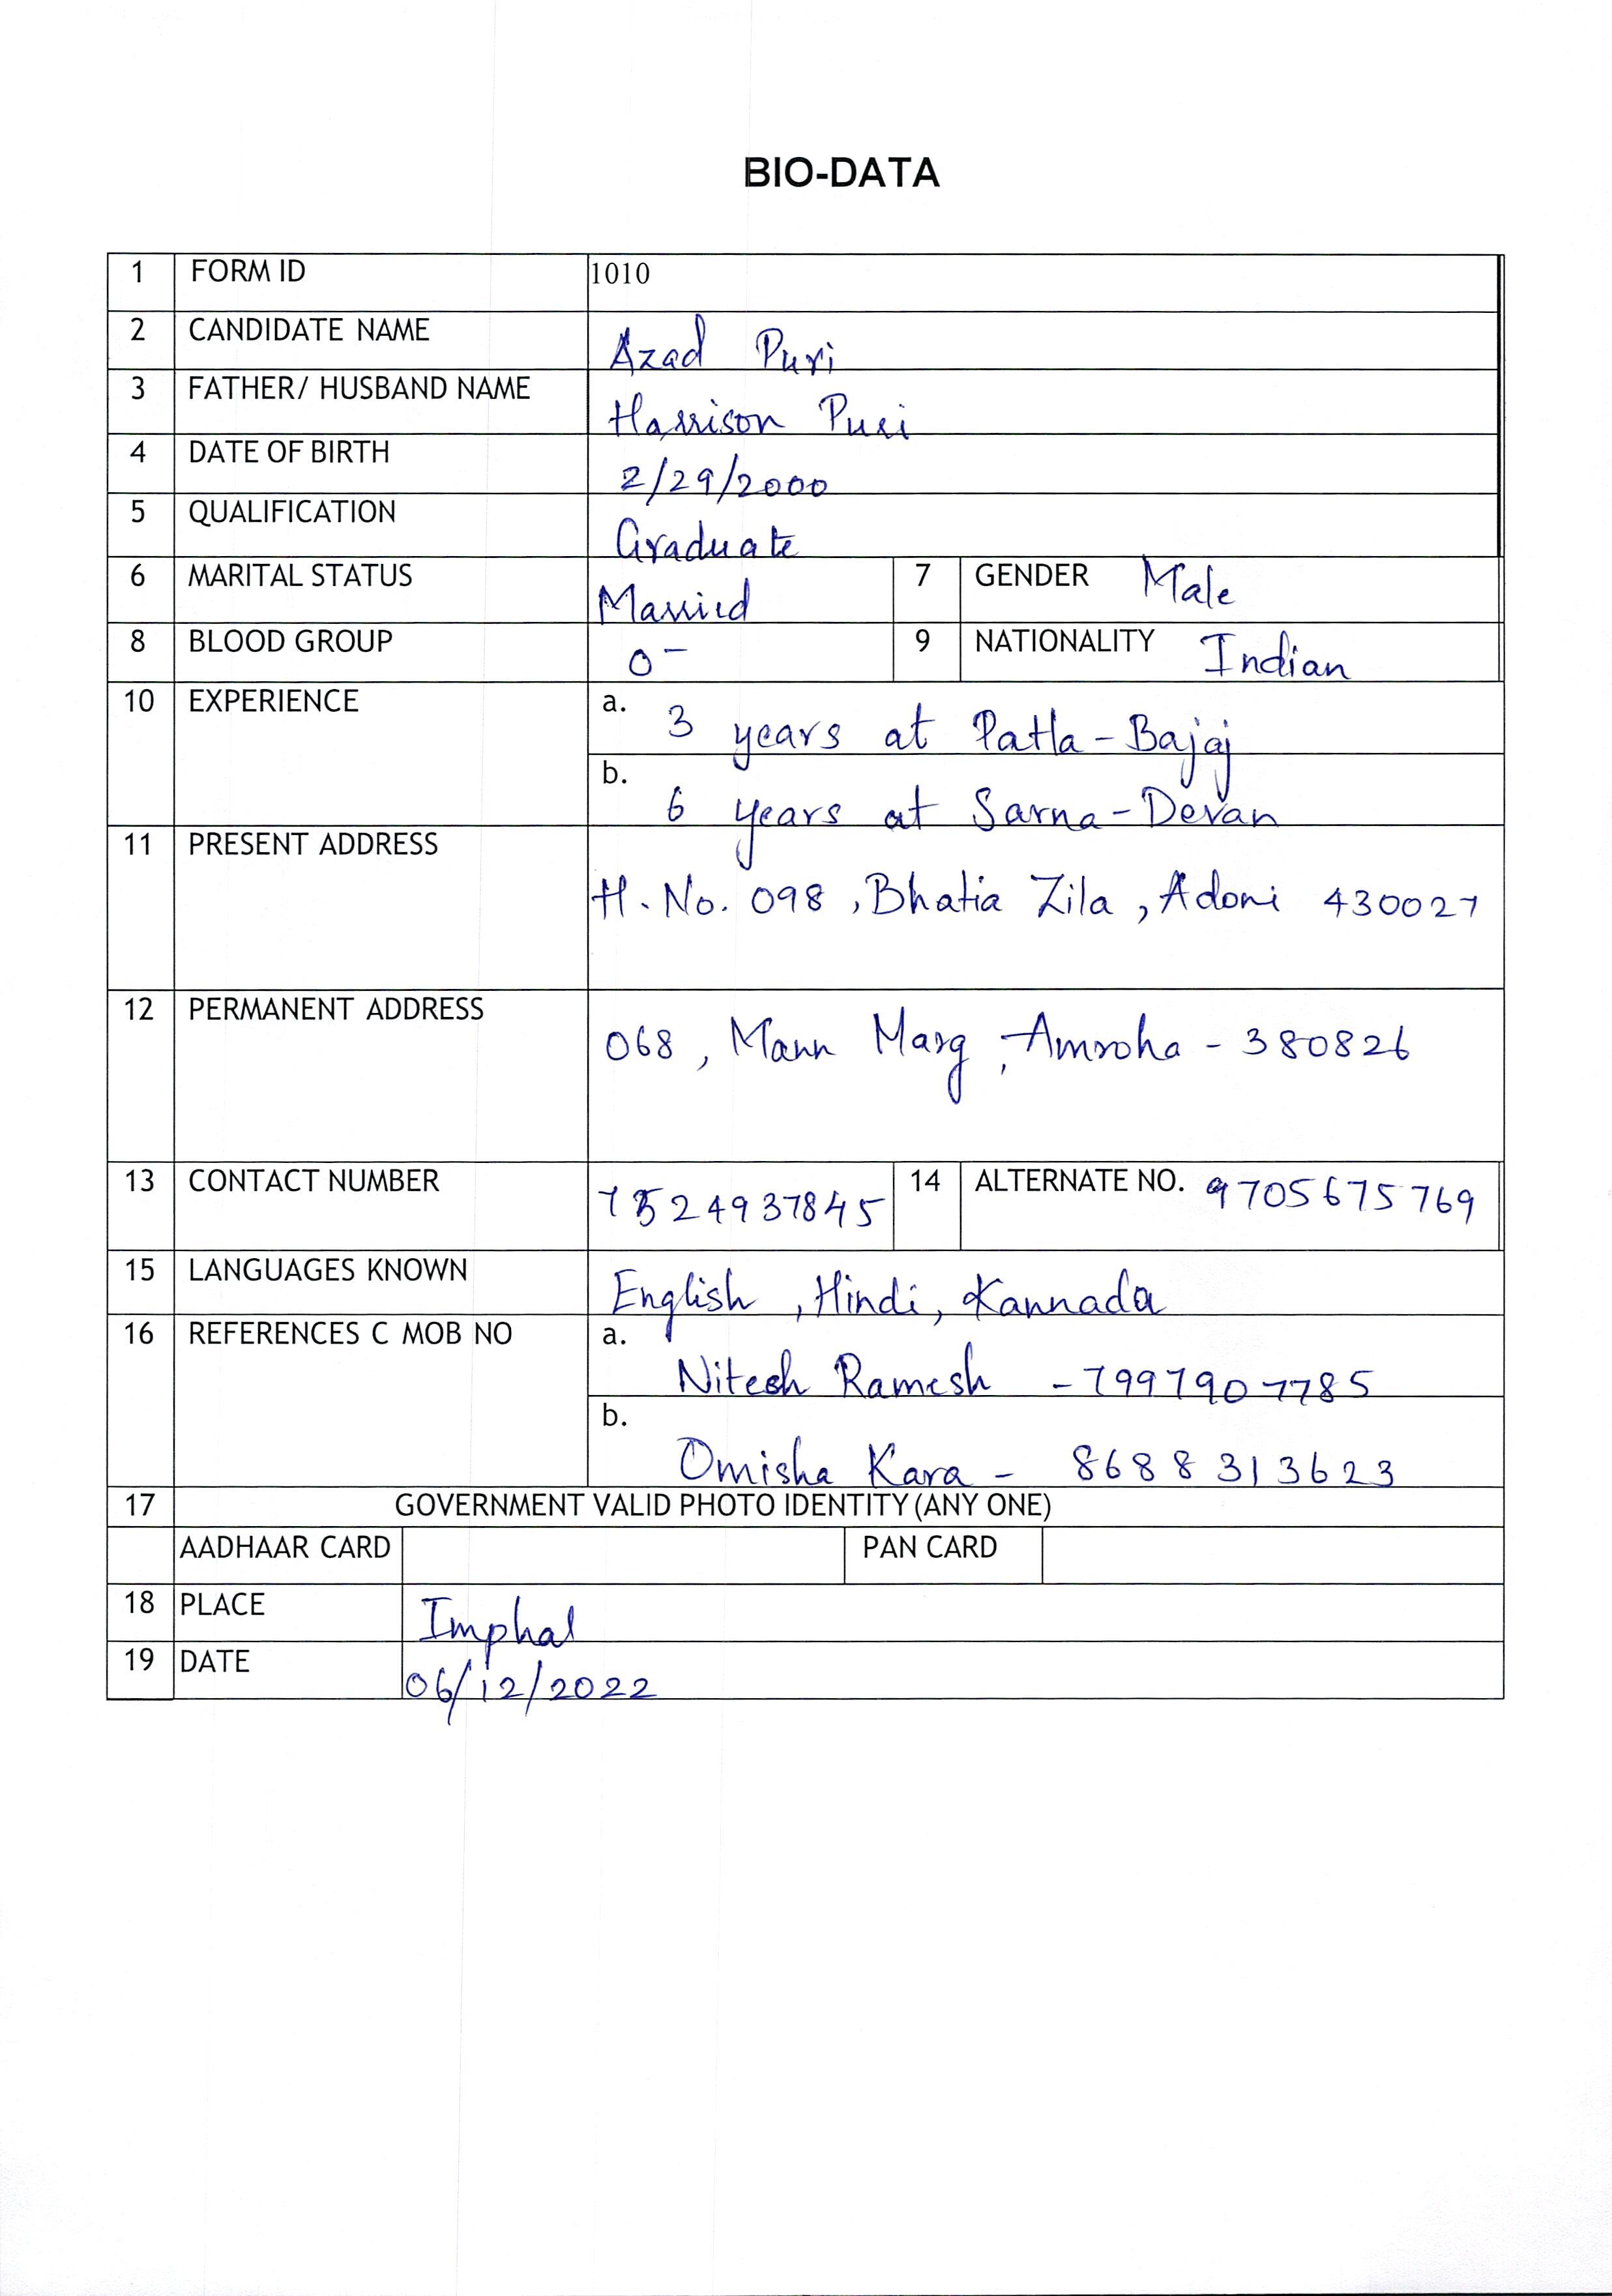 BIO-DATA
1 FORM ID 1010
2 CANDIDATE NAME Azad Puri
3 FATHER/ HUSBAND NAME Harrison Puri
4 DATE OF BIRTH 2/29/2000
5 QUALIFICATION Graduate
6 MARITAL STATUS Married 7 GENDER Male
8 BLOOD GROUP O- 9 NATIONALITY Indian
10 EXPERIENCE a. 3 years at Patla-Bajaj
b. 6 years at Sarna-Devan
11 PRESENT ADDRESS
H.No. 098, Bhatia Zila, Adoni 430027
12 PERMANENT ADDRESS
068, Mann Marg, Amroha - 380826
13 CONTACT NUMBER 7524937845 14 ALTERNATE NO. 9705675769
15 LANGUAGES KNOWN English, Hindi, Kannada
16 REFERENCES C MOB NO a. Nitesh Ramesh - 7997907785
b. Omisha Kara - 8688313623
17 GOVERNMENT VALID PHOTO IDENTITY (ANY ONE)
AADHAAR CARD PAN CARD
18 PLACE Imphal
19 DATE 06/12/2022